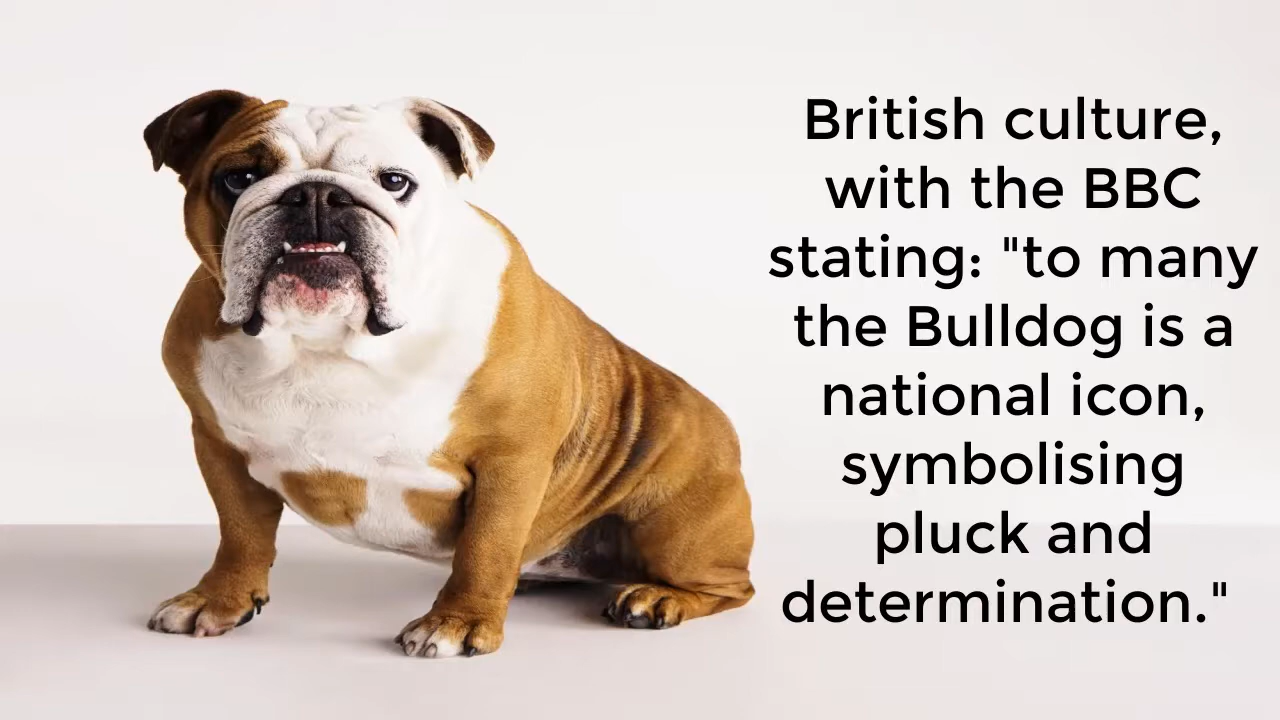 British culture,
with the BBC
stating: "to many
the Bulldog is a
national icon,
symbolising
pluck and
determination."